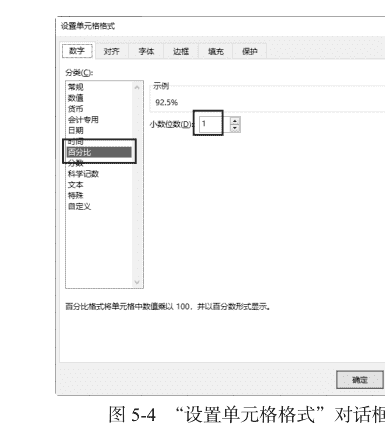 设置单元格格式
数字 对齐 字体 边框 填充 保护
分类(C):
常规
数值
货币
会计专用
日期
时间
百分比
分数
科学记数
文本
特殊
自定义
示例
92.5%
小数位数(D): 1
百分比格式将单元格中数值乘以 100，并以百分数形式显示。
确定
图 5-4 “设置单元格格式”对话框